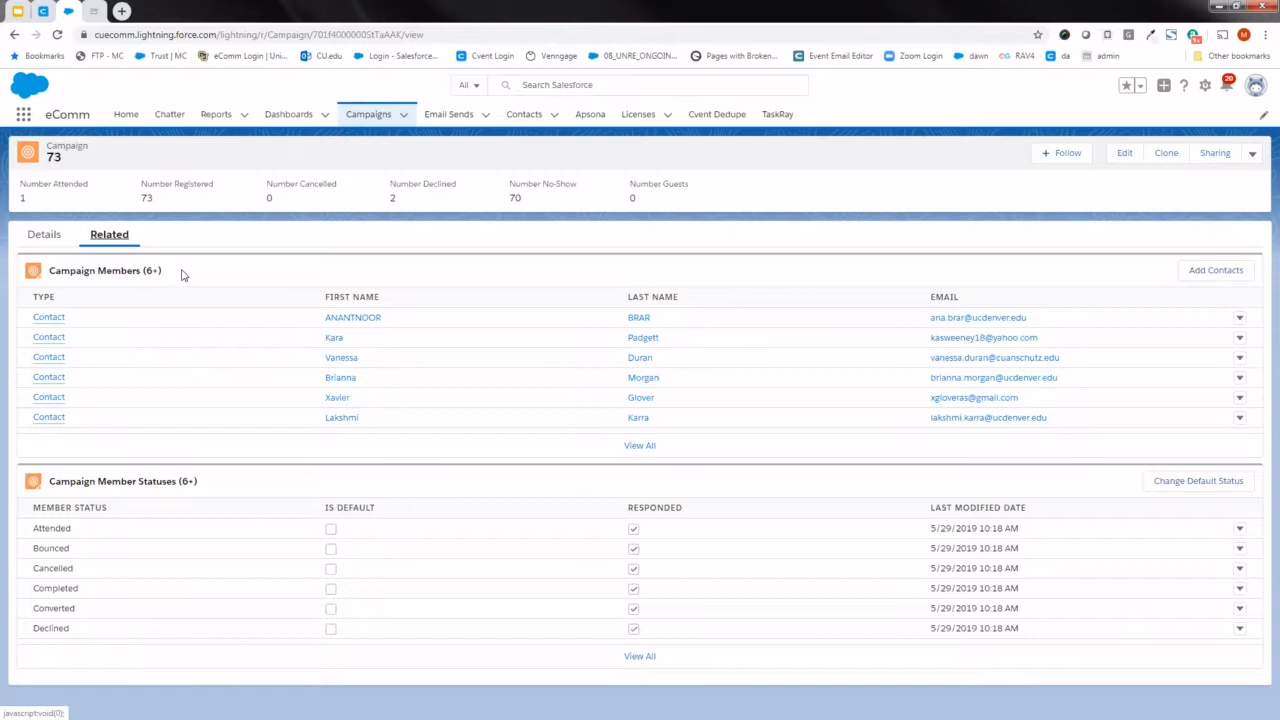 cuecomm.lightning.force.com/lightning/r/Campaign/701f4000000StTaAAK/view
Bookmarks FTP - MC Trust | MC eComm Login | Uni... CU.edu Login - Salesforce... Cvent Login Venngage 08_UNRE_ONGOIN... Pages with Broken... Event Email Editor Zoom Login dawn RAV4 da admin Other bookmarks
All Search Salesforce 20
eComm Home Chatter Reports Dashboards Campaigns Email Sends Contacts Apsona Licenses Cvent Dedupe TaskRay
Campaign
73
+ Follow Edit Clone Sharing
Number Attended Number Registered Number Cancelled Number Declined Number No-Show Number Guests
1 73 0 2 70 0
Details Related
Campaign Members (6+) Add Contacts
TYPE FIRST NAME LAST NAME EMAIL
Contact ANANTNOOR BRAR ana.brar@ucdenver.edu
Contact Kara Padgett kasweeney18@yahoo.com
Contact Vanessa Duran vanessa.duran@cuanschutz.edu
Contact Brianna Morgan brianna.morgan@ucdenver.edu
Contact Xavier Glover xgloveras@gmail.com
Contact Lakshmi Karra lakshmi.karra@ucdenver.edu
View All
Campaign Member Statuses (6+) Change Default Status
MEMBER STATUS IS DEFAULT RESPONDED LAST MODIFIED DATE
Attended 5/29/2019 10:18 AM
Bounced 5/29/2019 10:18 AM
Cancelled 5/29/2019 10:18 AM
Completed 5/29/2019 10:18 AM
Converted 5/29/2019 10:18 AM
Declined 5/29/2019 10:18 AM
View All
javascript:void(0);